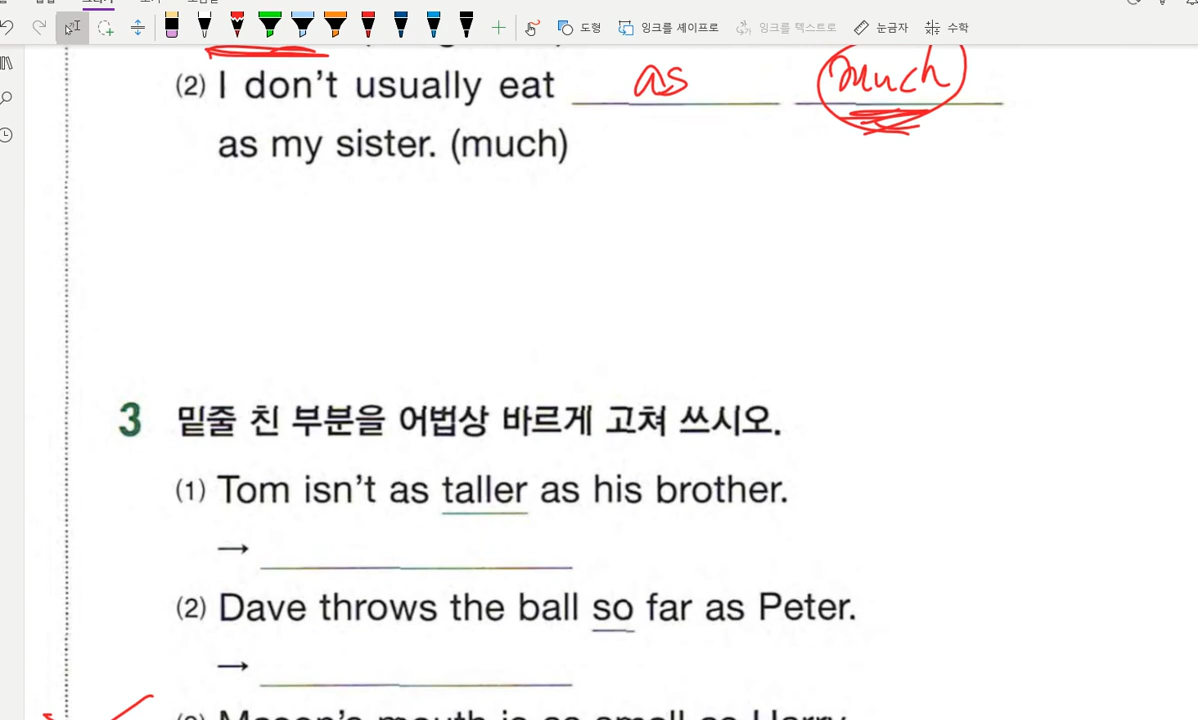 도형 잉크를 셰이프로 잉크를 텍스트로 눈금자 수학
(2) I don't usually eat as much
as my sister. (much)
3 밑줄 친 부분을 어법상 바르게 고쳐 쓰시오.
(1) Tom isn't as taller as his brother.
→
(2) Dave throws the ball so far as Peter.
→